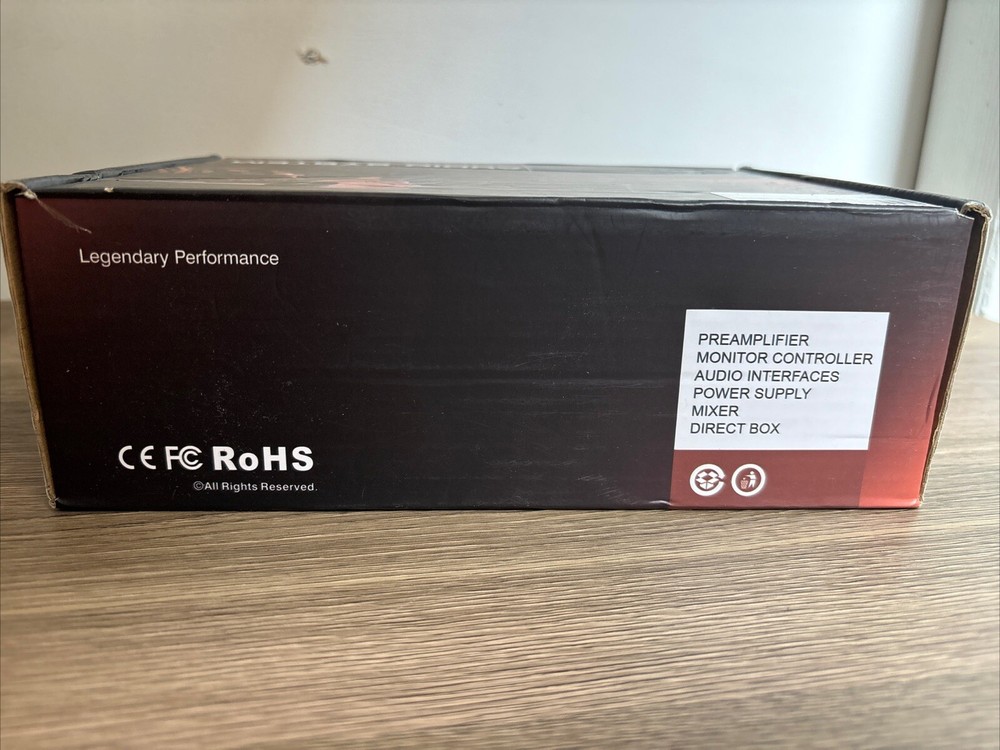 Legendary Performance
PREAMPLIFIER
MONITOR CONTROLLER
AUDIO INTERFACES
POWER SUPPLY
MIXER
DIRECT BOX
CE FC RoHS
©All Rights Reserved.